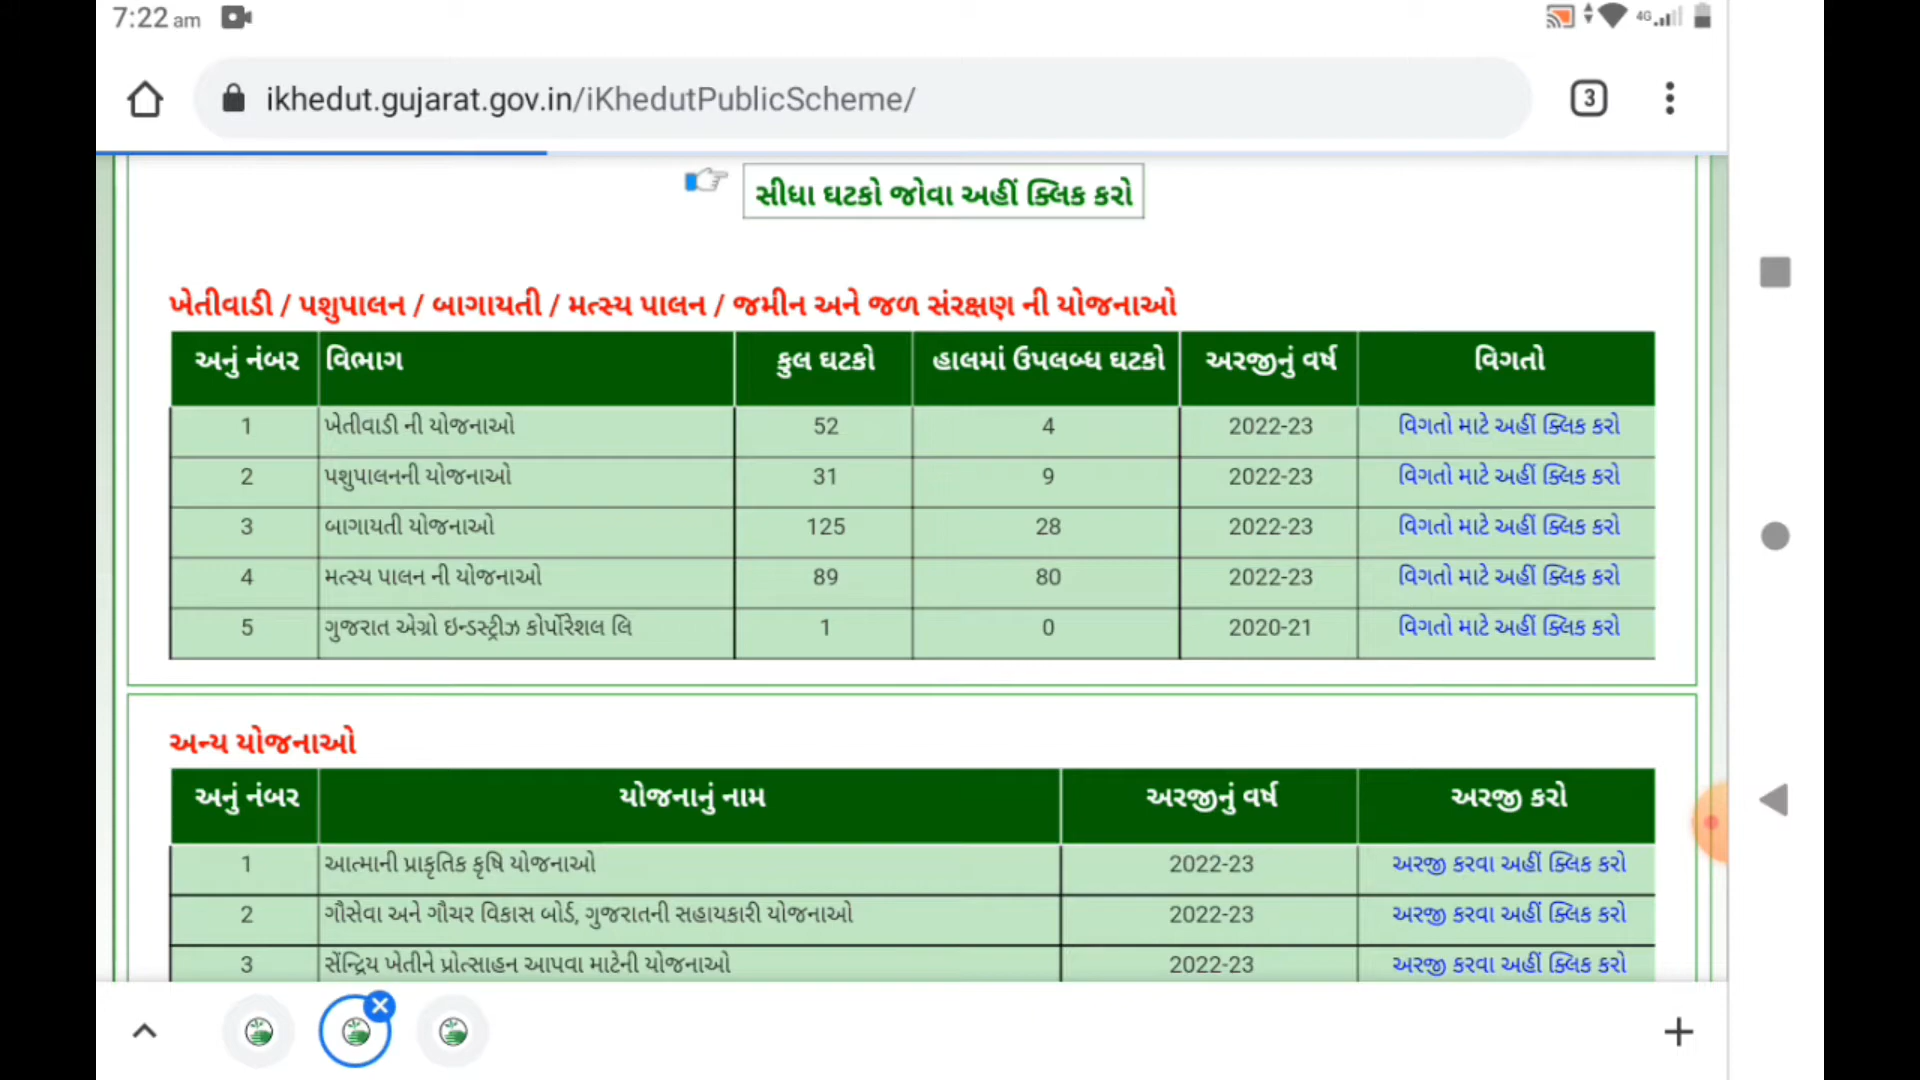 7:22 am
4G
ikhedut.gujarat.gov.in/iKhedutPublicScheme/
3
સીધા ઘટકો જોવા અહીં ક્લિક કરો
ખેતીવાડી / પશુપાલન / બાગાયતી / મત્સ્ય પાલન / જમીન અને જળ સંરક્ષણ ની યોજનાઓ
અનું નંબર વિભાગ કુલ ઘટકો હાલમાં ઉપલબ્ધ ઘટકો અરજીનું વર્ષ વિગતો
1 ખેતીવાડી ની યોજનાઓ 52 4 2022-23 વિગતો માટે અહીં ક્લિક કરો
2 પશુપાલનની યોજનાઓ 31 9 2022-23 વિગતો માટે અહીં ક્લિક કરો
3 બાગાયતી યોજનાઓ 125 28 2022-23 વિગતો માટે અહીં ક્લિક કરો
4 મત્સ્ય પાલન ની યોજનાઓ 89 80 2022-23 વિગતો માટે અહીં ક્લિક કરો
5 ગુજરાત એગ્રો ઇન્ડસ્ટ્રીઝ કોર્પોરેશલ લિ 1 0 2020-21 વિગતો માટે અહીં ક્લિક કરો
અન્ય યોજનાઓ
અનું નંબર યોજનાનું નામ અરજીનું વર્ષ અરજી કરો
1 આત્માની પ્રાકૃતિક કૃષિ યોજનાઓ 2022-23 અરજી કરવા અહીં ક્લિક કરો
2 ગૌસેવા અને ગૌચર વિકાસ બોર્ડ, ગુજરાતની સહાયકારી યોજનાઓ 2022-23 અરજી કરવા અહીં ક્લિક કરો
3 સેંન્દ્રિય ખેતીને પ્રોત્સાહન આપવા માટેની યોજનાઓ 2022-23 અરજી કરવા અહીં ક્લિક કરો